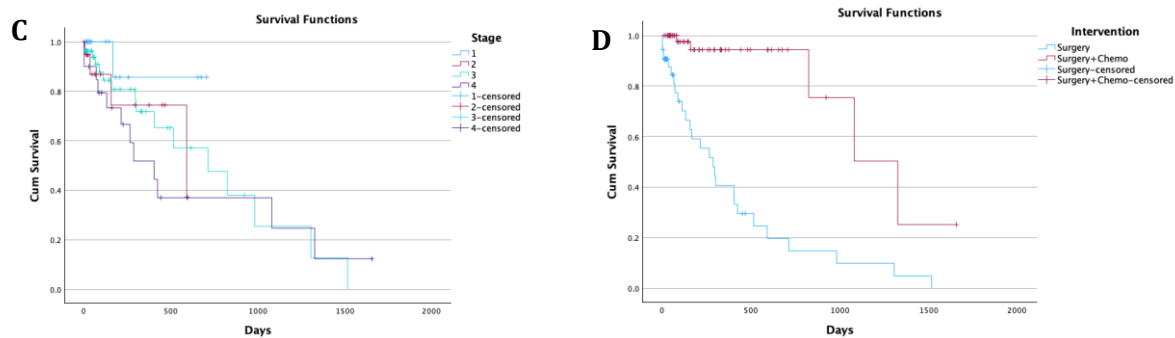 C
Survival Functions
Cum Survival
1.0
0.8
0.6
0.4
0.2
0.0
0
500
1000
1500
2000
Days
Stage
1
2
3
4
1-censored
2-censored
3-censored
4-censored
D
Survival Functions
Cum Survival
1.0
0.8
0.6
0.4
0.2
0.0
0
500
1000
1500
2000
Days
Intervention
Surgery
Surgery+Chemo
Surgery-censored
Surgery+Chemo-censored